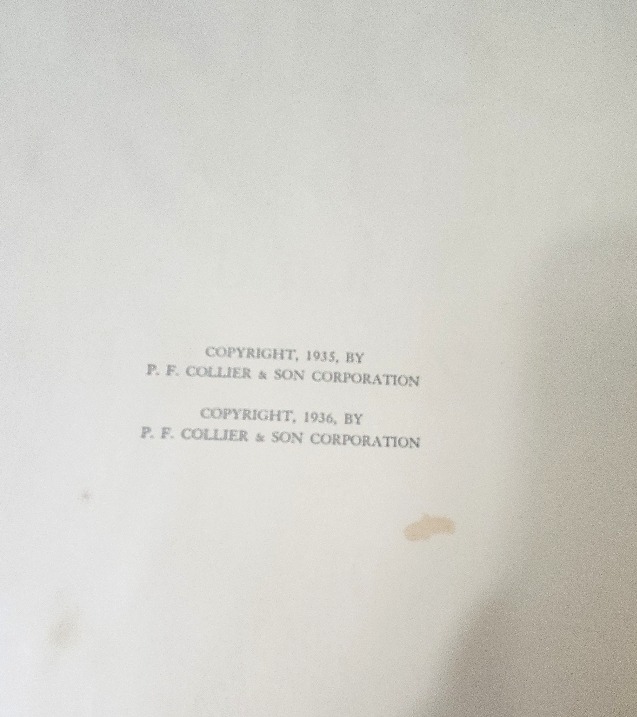 COPYRIGHT, 1935, BY
P. F. COLLIER & SON CORPORATION
COPYRIGHT, 1936, BY
P. F. COLLIER & SON CORPORATION